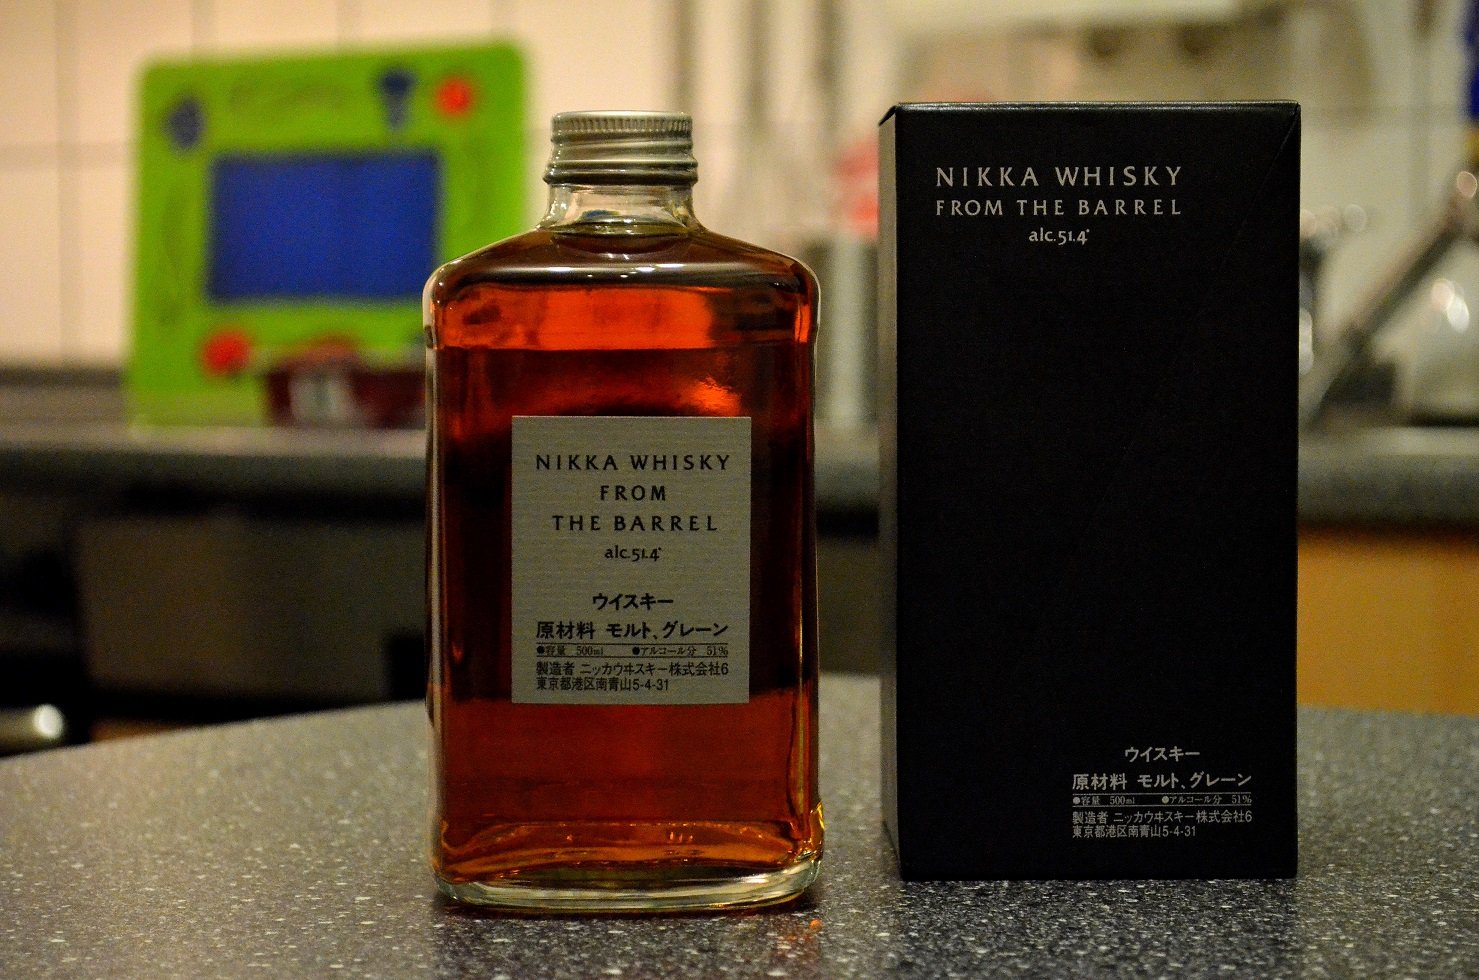 NIKKA WHISKY
FROM
THE BARREL
alc.51.4°
ウイスキー
原材料 モルト、グレーン
●容量 500ml ●アルコール分 51%
製造者 ニッカウヰスキー株式会社6
東京都港区南青山5-4-31
NIKKA WHISKY
FROM THE BARREL
alc.51.4°
ウイスキー
原材料 モルト、グレーン
●容量 500ml ●アルコール分 51%
製造者 ニッカウヰスキー株式会社6
東京都港区南青山5-4-31